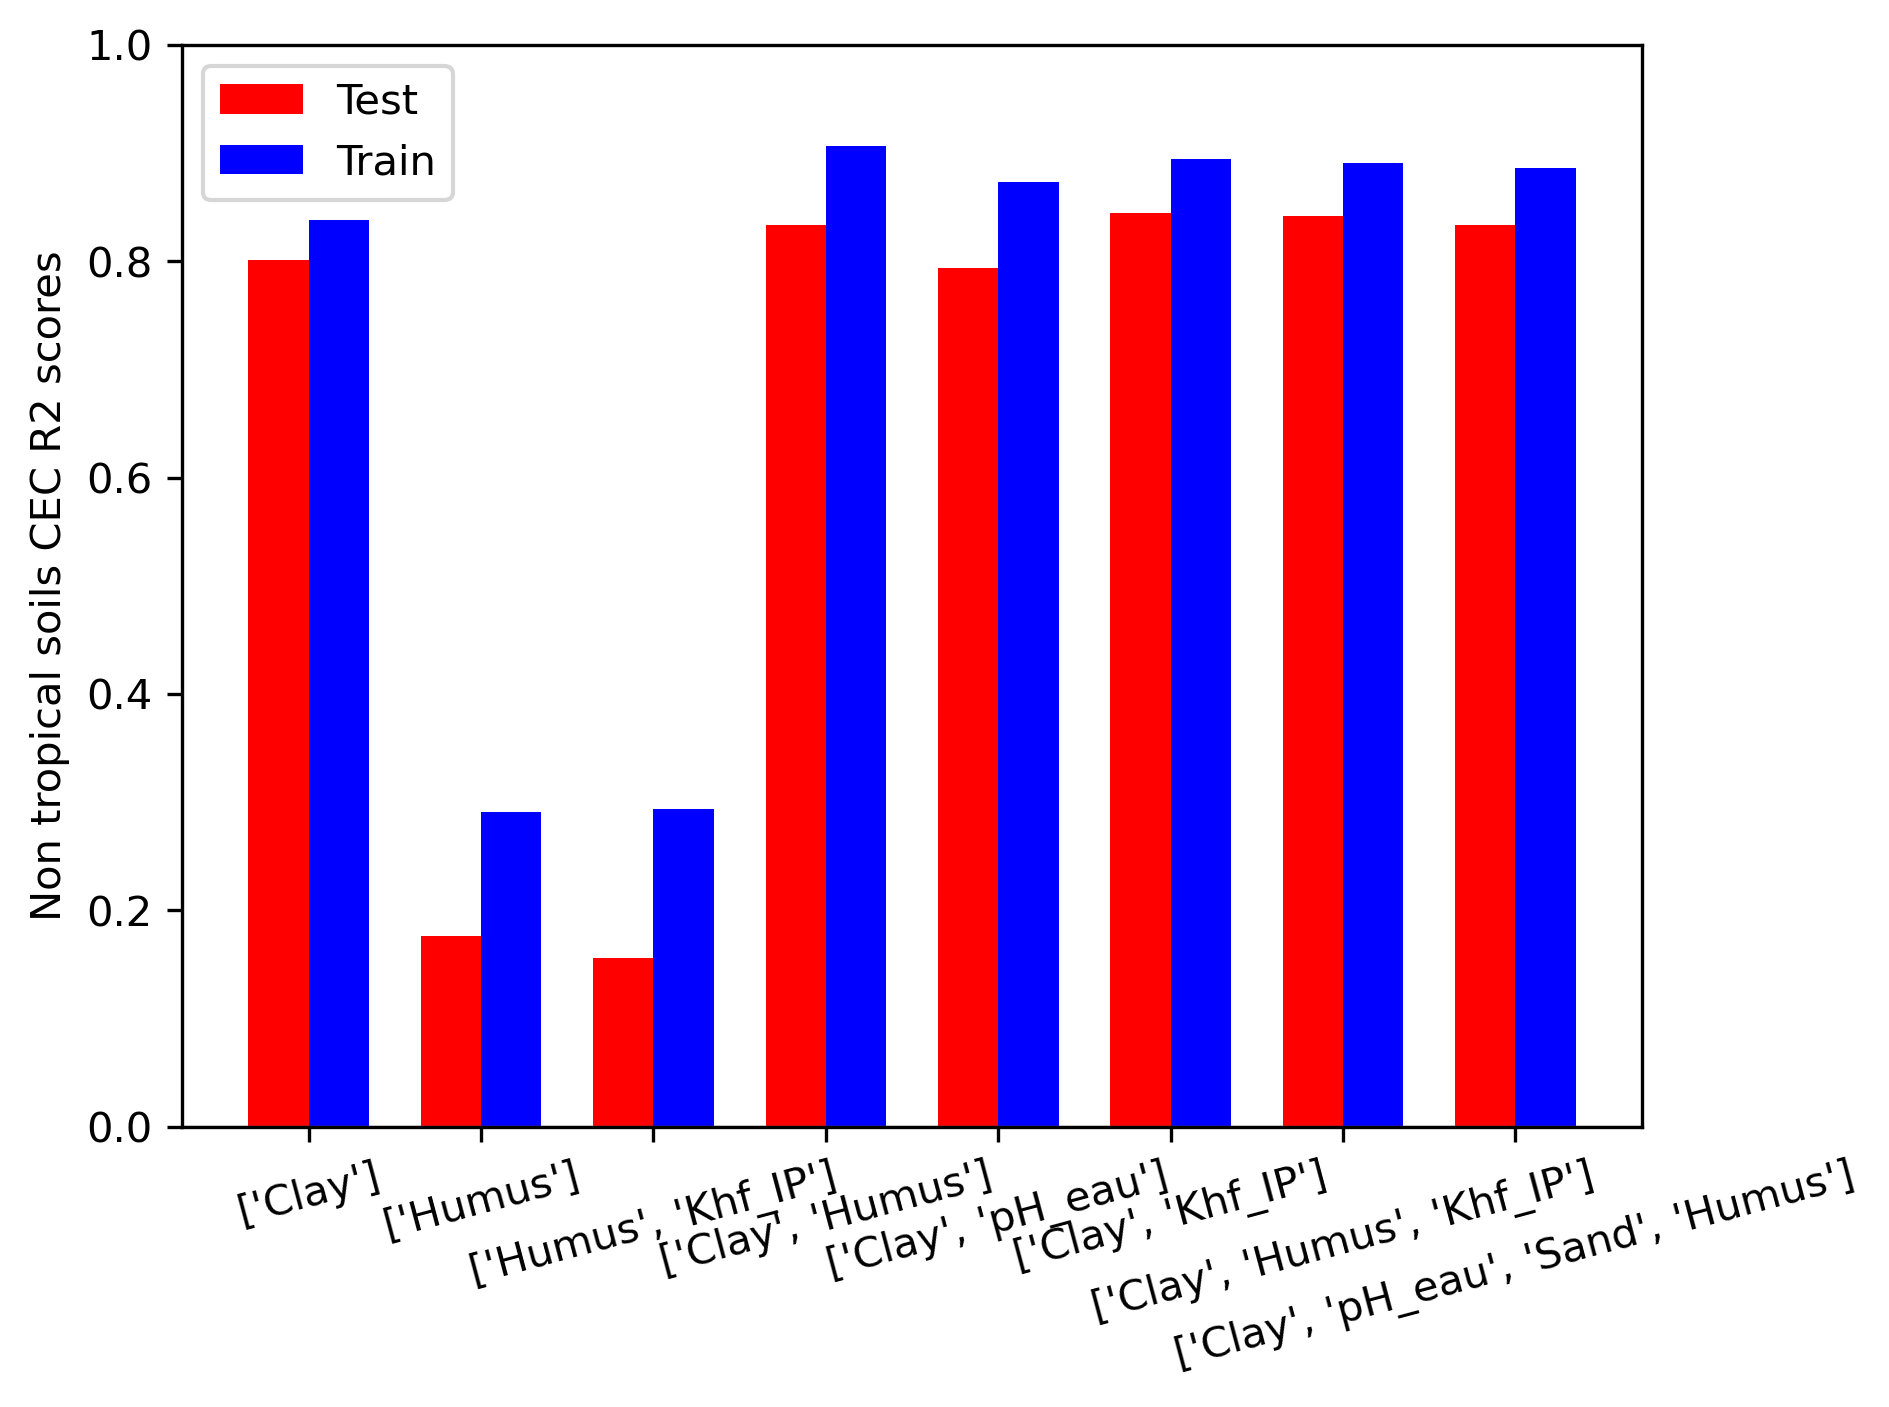 Non tropical soils CEC R2 scores
1.0
0.8
0.6
0.4
0.2
0.0
Test
Train
['Clay']
['Humus']
['Humus', 'Khf_IP']
['Clay', 'Humus']
['Clay', 'pH_eau']
['Clay', 'Khf_IP']
['Clay', 'Humus', 'Khf_IP']
['Clay', 'pH_eau', 'Sand', 'Humus']